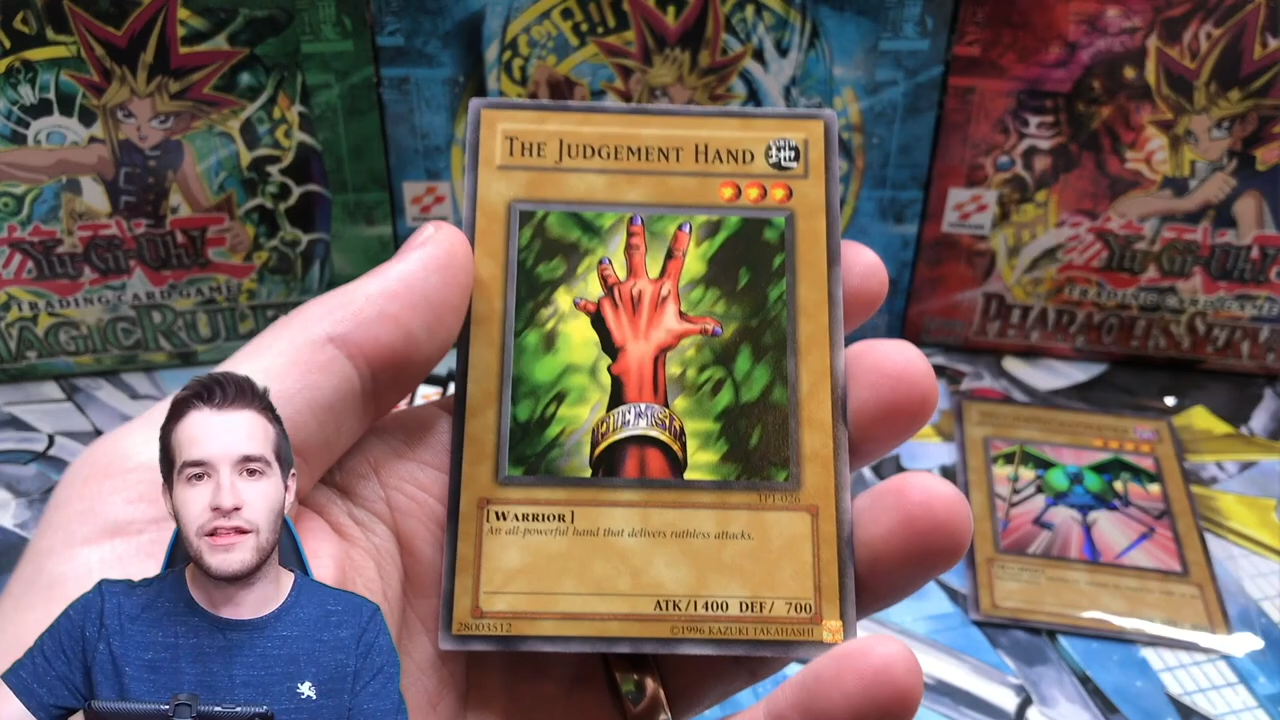 Yu-Gi-Oh!
TRADING CARD GAME
MAGIC RULE
KONAMI
KONAMI
Yu-Gi-Oh!
TRADING CARD GAME
PHARAOH'S SERV
THE JUDGEMENT HAND
EARTH
地
TP1-026
[WARRIOR]
An all-powerful hand that delivers ruthless attacks.
ATK/1400 DEF/ 700
28003512
©1996 KAZUKI TAKAHASHI